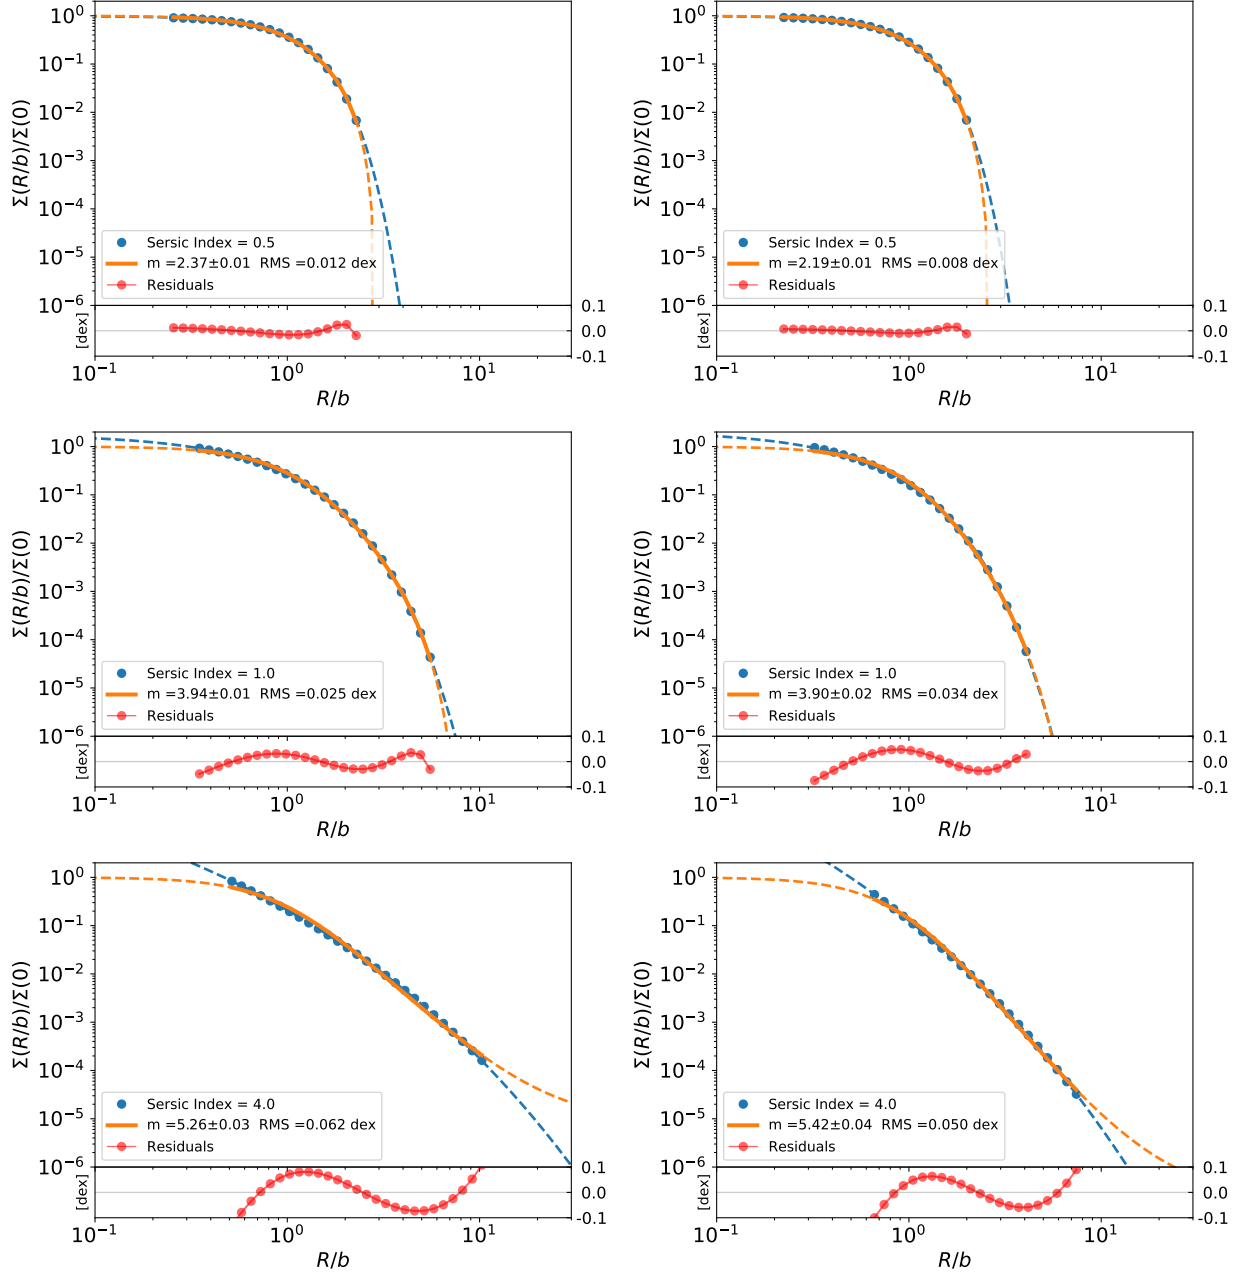 10^0
10^−1
10^−2
10^−3
10^−4
10^−5
10^−6
Σ(R/b)/Σ(0)
Sersic Index = 0.5
m =2.37±0.01 RMS =0.012 dex
Residuals
[dex]
0.1
0.0
-0.1
10^−1 10^0 10^1
R/b
10^0
10^−1
10^−2
10^−3
10^−4
10^−5
10^−6
Σ(R/b)/Σ(0)
Sersic Index = 0.5
m =2.19±0.01 RMS =0.008 dex
Residuals
[dex]
0.1
0.0
-0.1
10^−1 10^0 10^1
R/b
10^0
10^−1
10^−2
10^−3
10^−4
10^−5
10^−6
Σ(R/b)/Σ(0)
Sersic Index = 1.0
m =3.94±0.01 RMS =0.025 dex
Residuals
[dex]
0.1
0.0
-0.1
10^−1 10^0 10^1
R/b
10^0
10^−1
10^−2
10^−3
10^−4
10^−5
10^−6
Σ(R/b)/Σ(0)
Sersic Index = 1.0
m =3.90±0.02 RMS =0.034 dex
Residuals
[dex]
0.1
0.0
-0.1
10^−1 10^0 10^1
R/b
10^0
10^−1
10^−2
10^−3
10^−4
10^−5
10^−6
Σ(R/b)/Σ(0)
Sersic Index = 4.0
m =5.26±0.03 RMS =0.062 dex
Residuals
[dex]
0.1
0.0
-0.1
10^−1 10^0 10^1
R/b
10^0
10^−1
10^−2
10^−3
10^−4
10^−5
10^−6
Σ(R/b)/Σ(0)
Sersic Index = 4.0
m =5.42±0.04 RMS =0.050 dex
Residuals
[dex]
0.1
0.0
-0.1
10^−1 10^0 10^1
R/b